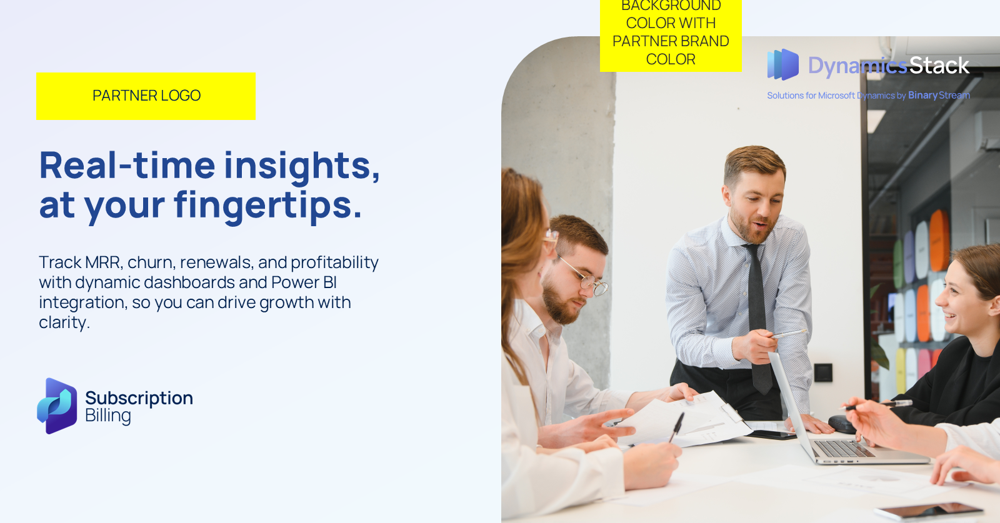 BACKGROUND
COLOR WITH
PARTNER BRAND
COLOR
DynamicsStack
Solutions for Microsoft Dynamics by Binary Stream
PARTNER LOGO
Real-time insights,
at your fingertips.
Track MRR, churn, renewals, and profitability
with dynamic dashboards and Power BI
integration, so you can drive growth with
clarity.
Subscription
Billing